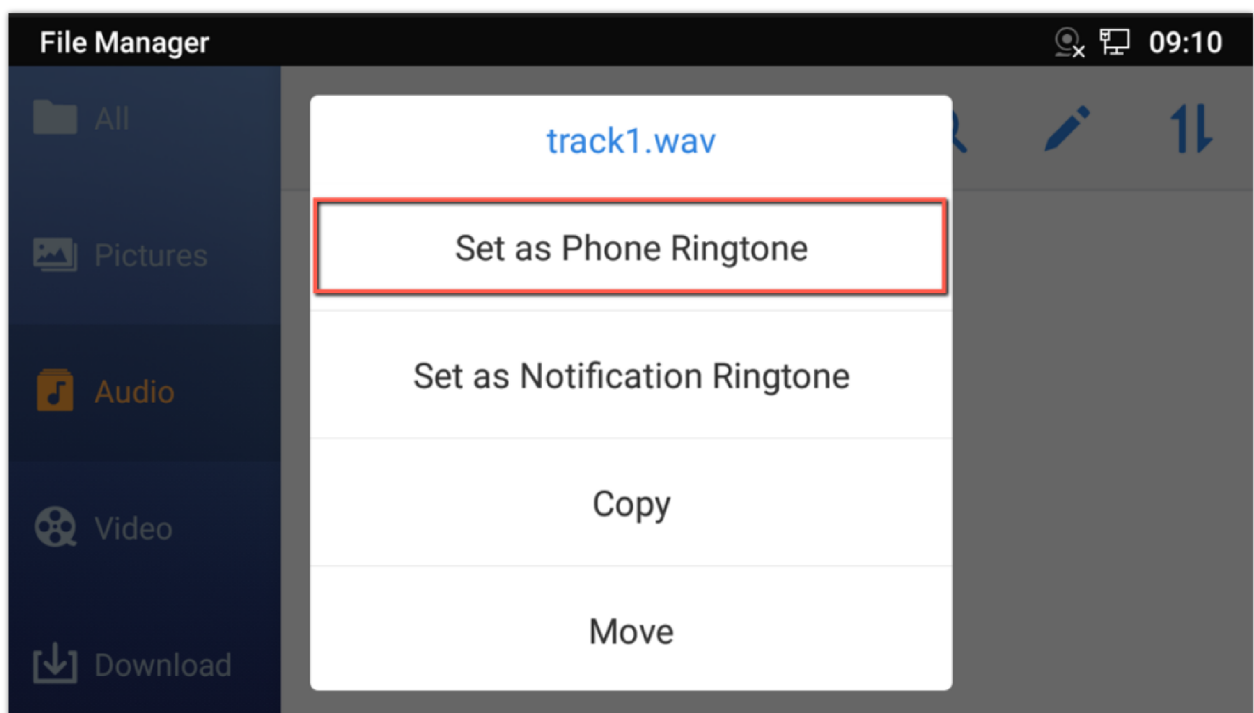 File Manager
09:10
All
Pictures
Audio
Video
Download
track1.wav
Set as Phone Ringtone
Set as Notification Ringtone
Copy
Move